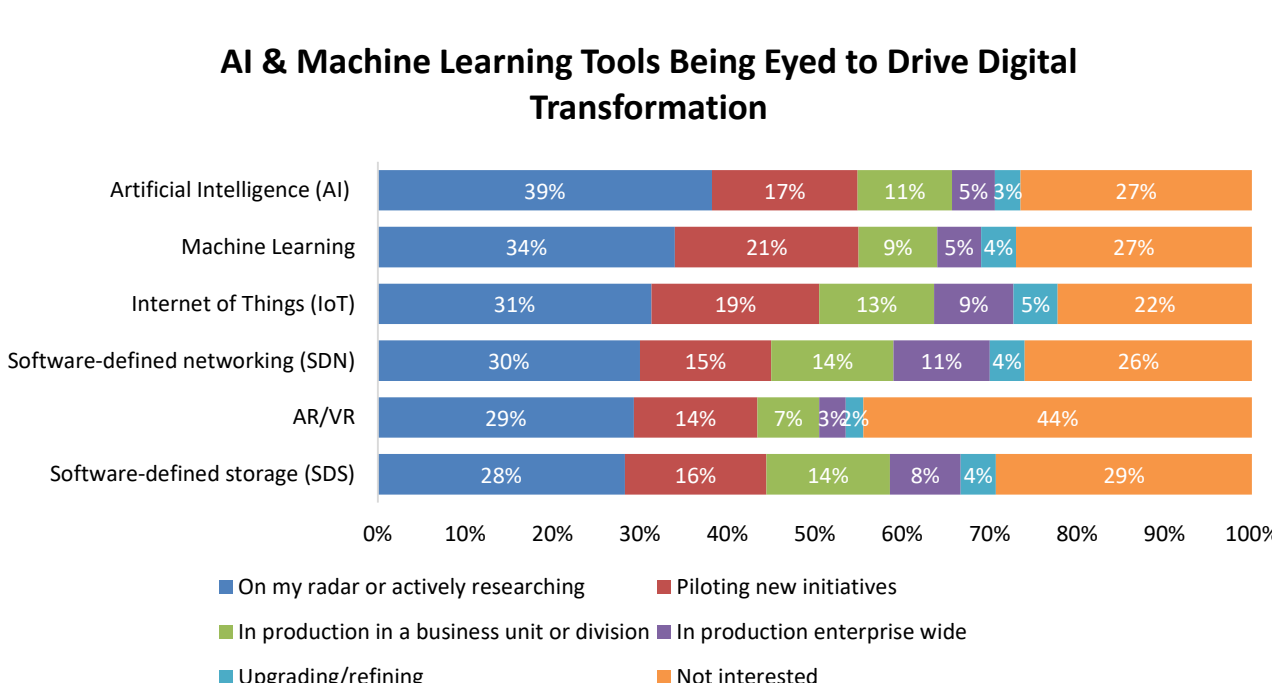 AI & Machine Learning Tools Being Eyed to Drive Digital
Transformation
Artificial Intelligence (AI) 39% 17% 11% 5% 3% 27%
Machine Learning 34% 21% 9% 5% 4% 27%
Internet of Things (IoT) 31% 19% 13% 9% 5% 22%
Software-defined networking (SDN) 30% 15% 14% 11% 4% 26%
AR/VR 29% 14% 7% 3% 2% 44%
Software-defined storage (SDS) 28% 16% 14% 8% 4% 29%
0% 10% 20% 30% 40% 50% 60% 70% 80% 90% 100%
On my radar or actively researching Piloting new initiatives
In production in a business unit or division In production enterprise wide
Upgrading/refining Not interested